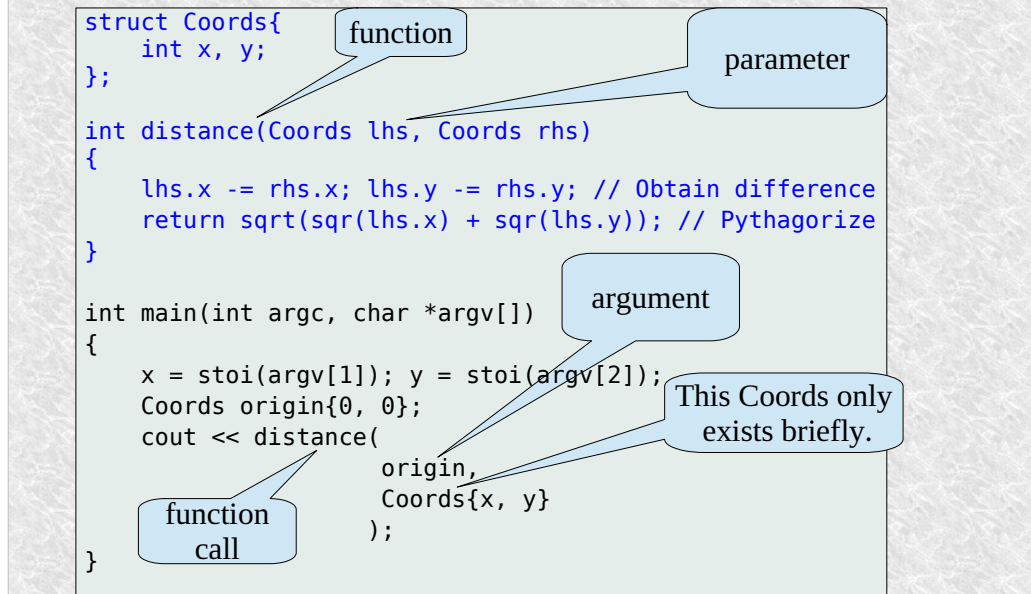 struct Coords{
    int x, y;
};
function
parameter
int distance(Coords lhs, Coords rhs)
{
    lhs.x -= rhs.x; lhs.y -= rhs.y; // Obtain difference
    return sqrt(sqr(lhs.x) + sqr(lhs.y)); // Pythagorize
}
argument
int main(int argc, char *argv[])
{
    x = stoi(argv[1]); y = stoi(argv[2]);
    Coords origin{0, 0};
    cout << distance(
                     origin,
                     Coords{x, y}
                    );
}
This Coords only
exists briefly.
function
call